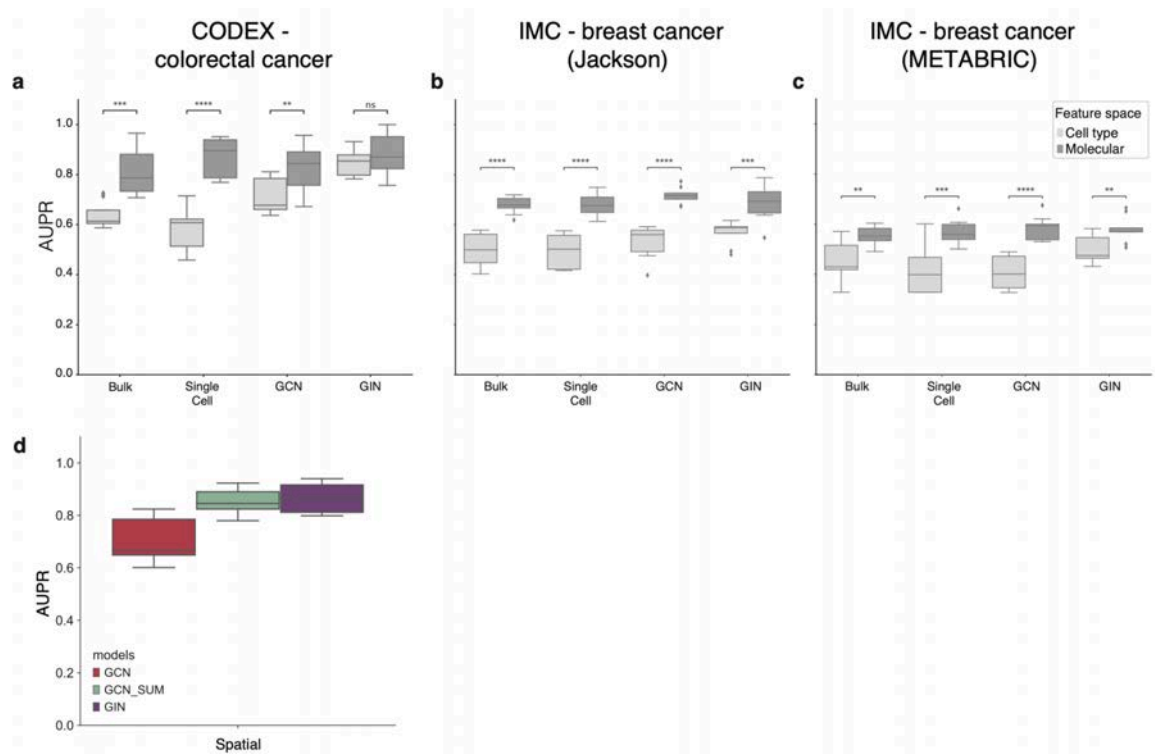 CODEX -
colorectal cancer
IMC - breast cancer
(Jackson)
IMC - breast cancer
(METABRIC)
a
AUPR
1.0
0.8
0.6
0.4
0.2
0.0
***
****
**
ns
Bulk
Single
Cell
GCN
GIN
b
****
****
****
***
Bulk
Single
Cell
GCN
GIN
c
Feature space
Cell type
Molecular
**
***
****
**
Bulk
Single
Cell
GCN
GIN
d
AUPR
1.0
0.8
0.6
0.4
0.2
0.0
models
GCN
GCN_SUM
GIN
Spatial